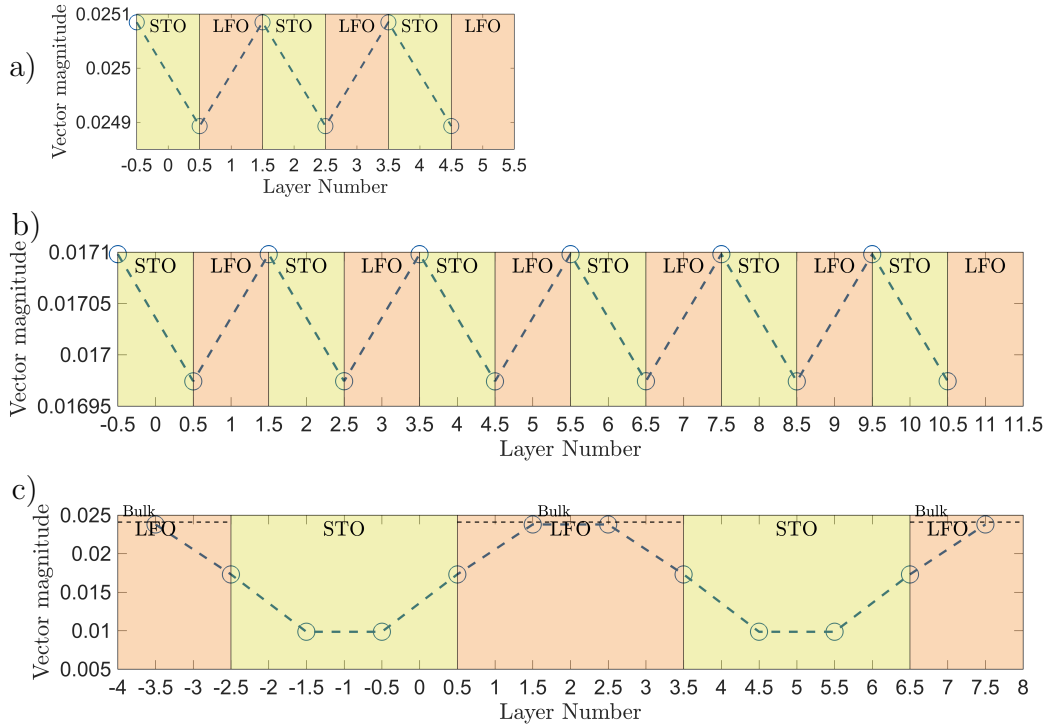 a)
Vector magnitude
0.0251
0.025
0.0249
STO LFO STO LFO STO LFO
-0.5 0 0.5 1 1.5 2 2.5 3 3.5 4 4.5 5 5.5
Layer Number
b)
Vector magnitude
0.0171
0.01705
0.017
0.01695
STO LFO STO LFO STO LFO STO LFO STO LFO STO LFO
-0.5 0 0.5 1 1.5 2 2.5 3 3.5 4 4.5 5 5.5 6 6.5 7 7.5 8 8.5 9 9.5 10 10.5 11 11.5
Layer Number
c)
Vector magnitude
0.025
0.02
0.015
0.01
0.005
Bulk Bulk Bulk
LFO STO LFO STO LFO
-4 -3.5 -3 -2.5 -2 -1.5 -1 -0.5 0 0.5 1 1.5 2 2.5 3 3.5 4 4.5 5 5.5 6 6.5 7 7.5 8
Layer Number